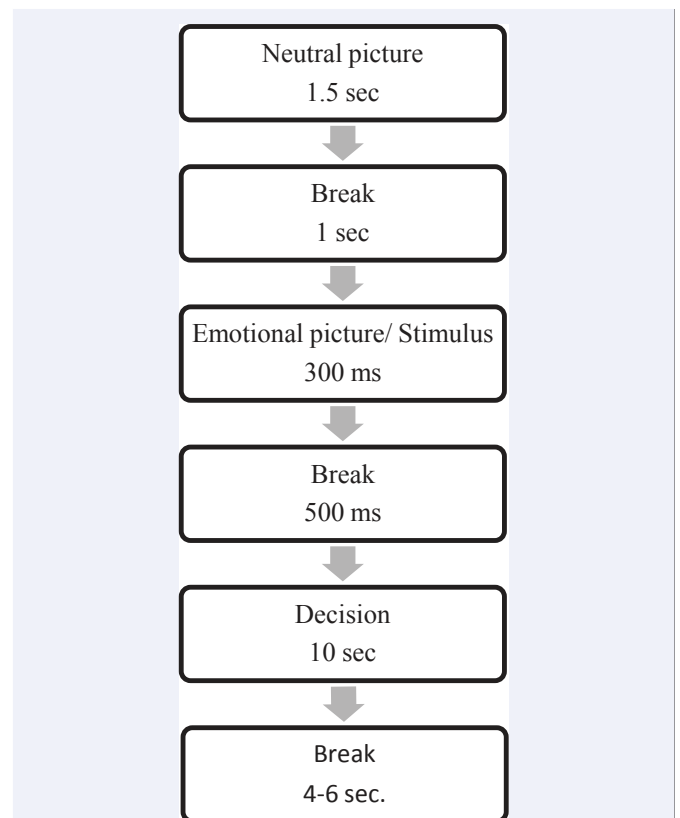 Neutral picture
1.5 sec
Break
1 sec
Emotional picture/ Stimulus
300 ms
Break
500 ms
Decision
10 sec
Break
4-6 sec.